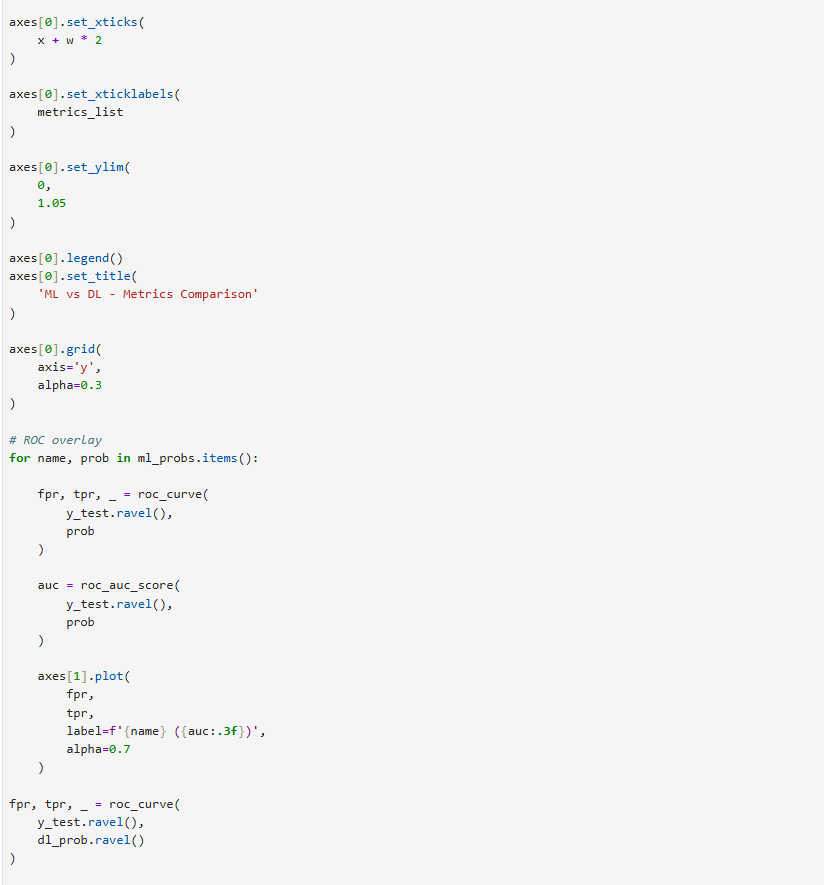 axes[0].set_xticks(
    x + w * 2
)

axes[0].set_xticklabels(
    metrics_list
)

axes[0].set_ylim(
    0,
    1.05
)

axes[0].legend()
axes[0].set_title(
    'ML vs DL - Metrics Comparison'
)

axes[0].grid(
    axis='y',
    alpha=0.3
)

# ROC overlay
for name, prob in ml_probs.items():

    fpr, tpr, _ = roc_curve(
        y_test.ravel(),
        prob
    )

    auc = roc_auc_score(
        y_test.ravel(),
        prob
    )

    axes[1].plot(
        fpr,
        tpr,
        label=f'{name} ({auc:.3f})',
        alpha=0.7
    )

fpr, tpr, _ = roc_curve(
    y_test.ravel(),
    dl_prob.ravel()
)